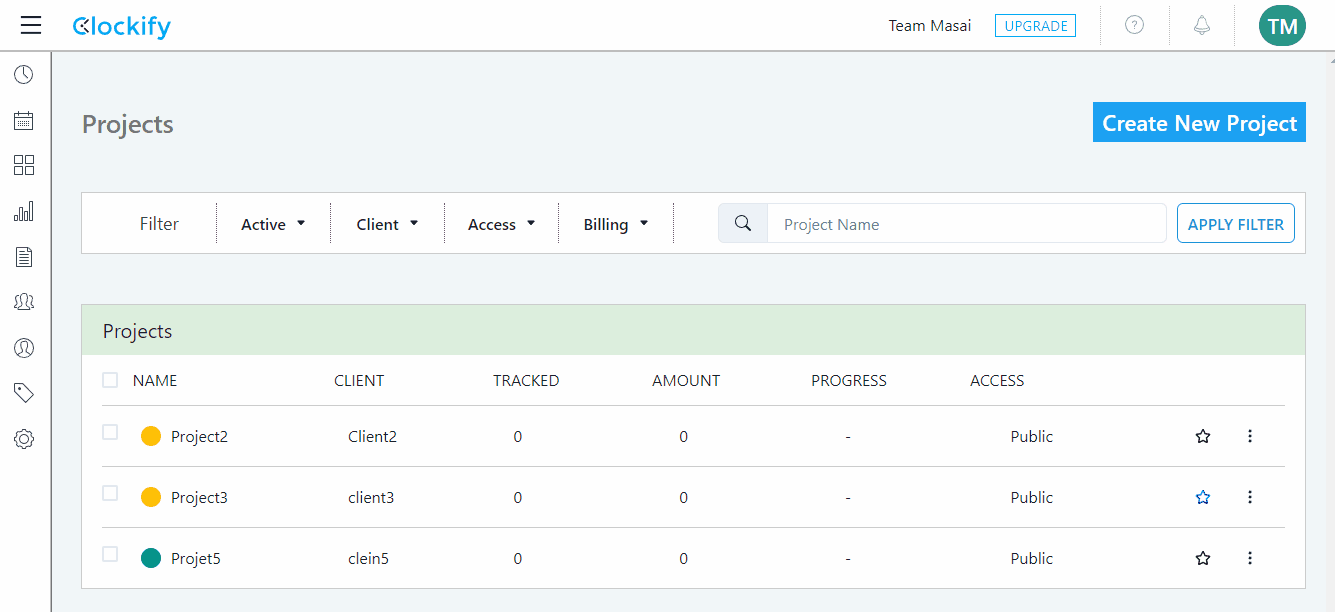 Clockify Team Masai UPGRADE ? TM
Projects Create New Project
Filter Active Client Access Billing Project Name APPLY FILTER
Projects
NAME CLIENT TRACKED AMOUNT PROGRESS ACCESS
Project2 Client2 0 0 - Public
Project3 client3 0 0 - Public
Projet5 clein5 0 0 - Public